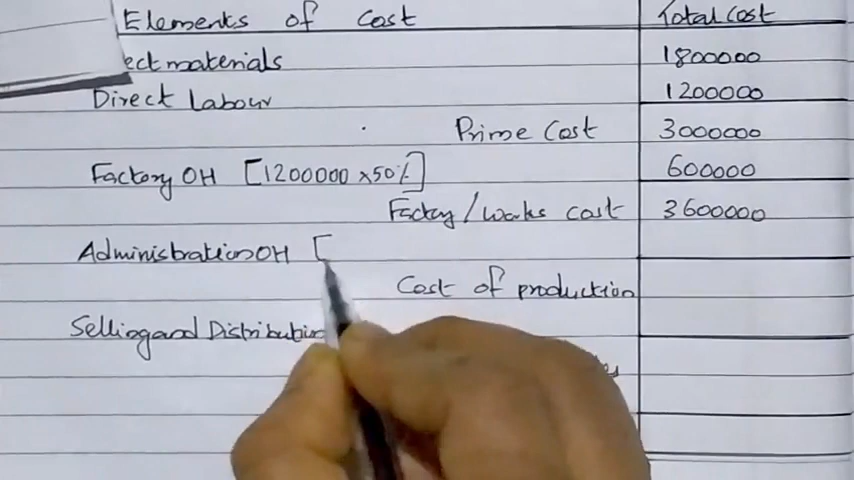 Elements of Cost Total Cost
ect materials 1800000
Direct Labour 1200000
Prime Cost 3000000
Factory OH [1200000 x 50%] 600000
Factory/works cost 3600000
Administration OH [
Cost of production
Selling and Distribution